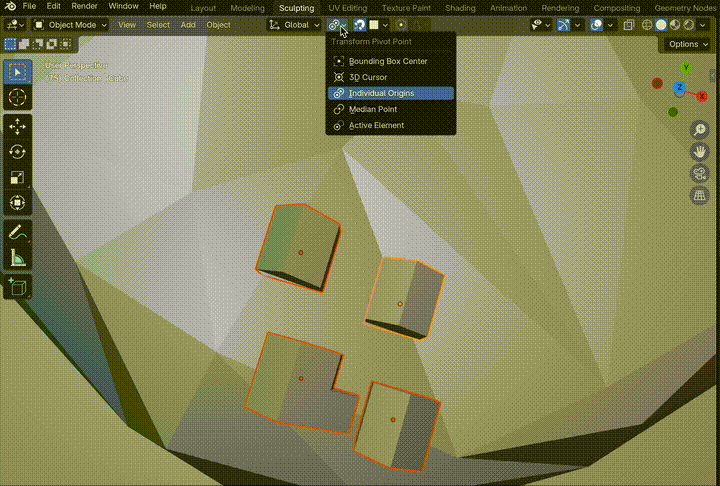 File Edit Render Window Help Layout Modeling Sculpting UV Editing Texture Paint Shading Animation Rendering Compositing Geometry Nodes
Object Mode View Select Add Object Global
Options
Transform Pivot Point
Bounding Box Center
3D Cursor
Individual Origins
Median Point
Active Element
User Perspective
(75) Collection | Cube
Y
Z
X